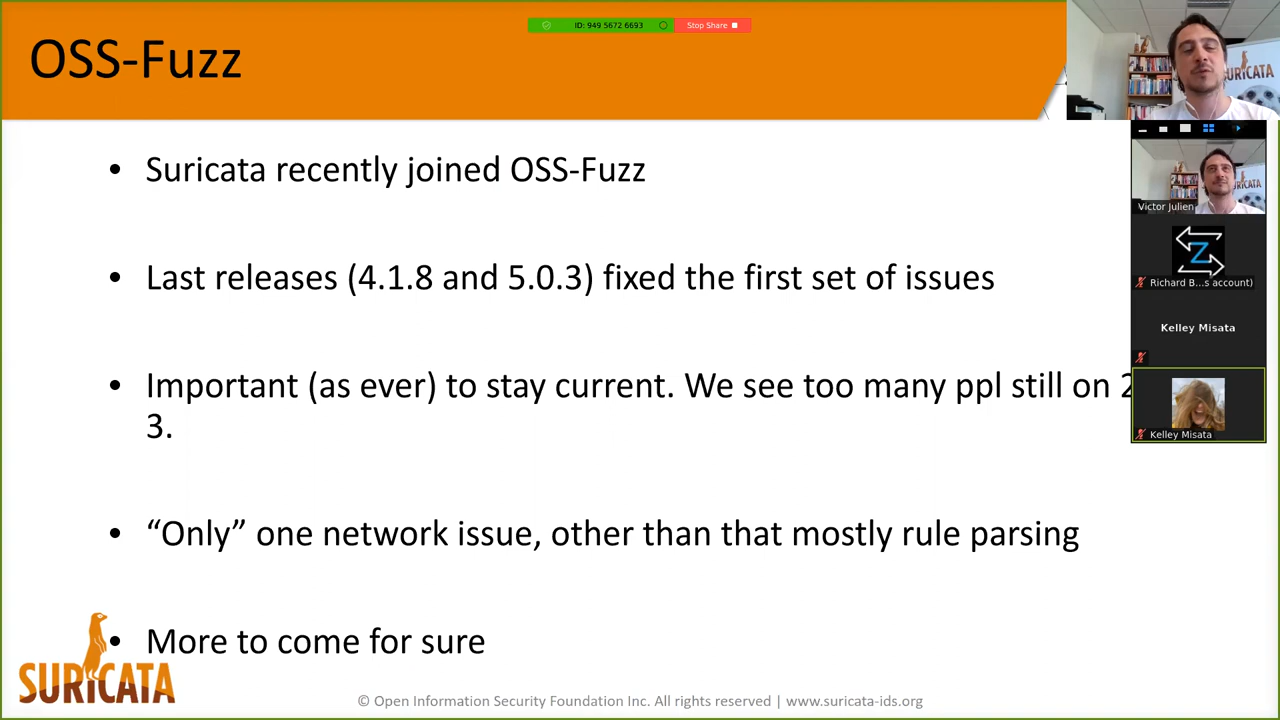 OSS-Fuzz
ID: 949 5672 6693
Stop Share
SURICATA
• Suricata recently joined OSS-Fuzz
• Last releases (4.1.8 and 5.0.3) fixed the first set of issues
• Important (as ever) to stay current. We see too many ppl still on
3.
• “Only” one network issue, other than that mostly rule parsing
• More to come for sure
Victor Julien
Z
Richard B...s account)
Kelley Misata
Kelley Misata
SURICATA
© Open Information Security Foundation Inc. All rights reserved | www.suricata-ids.org